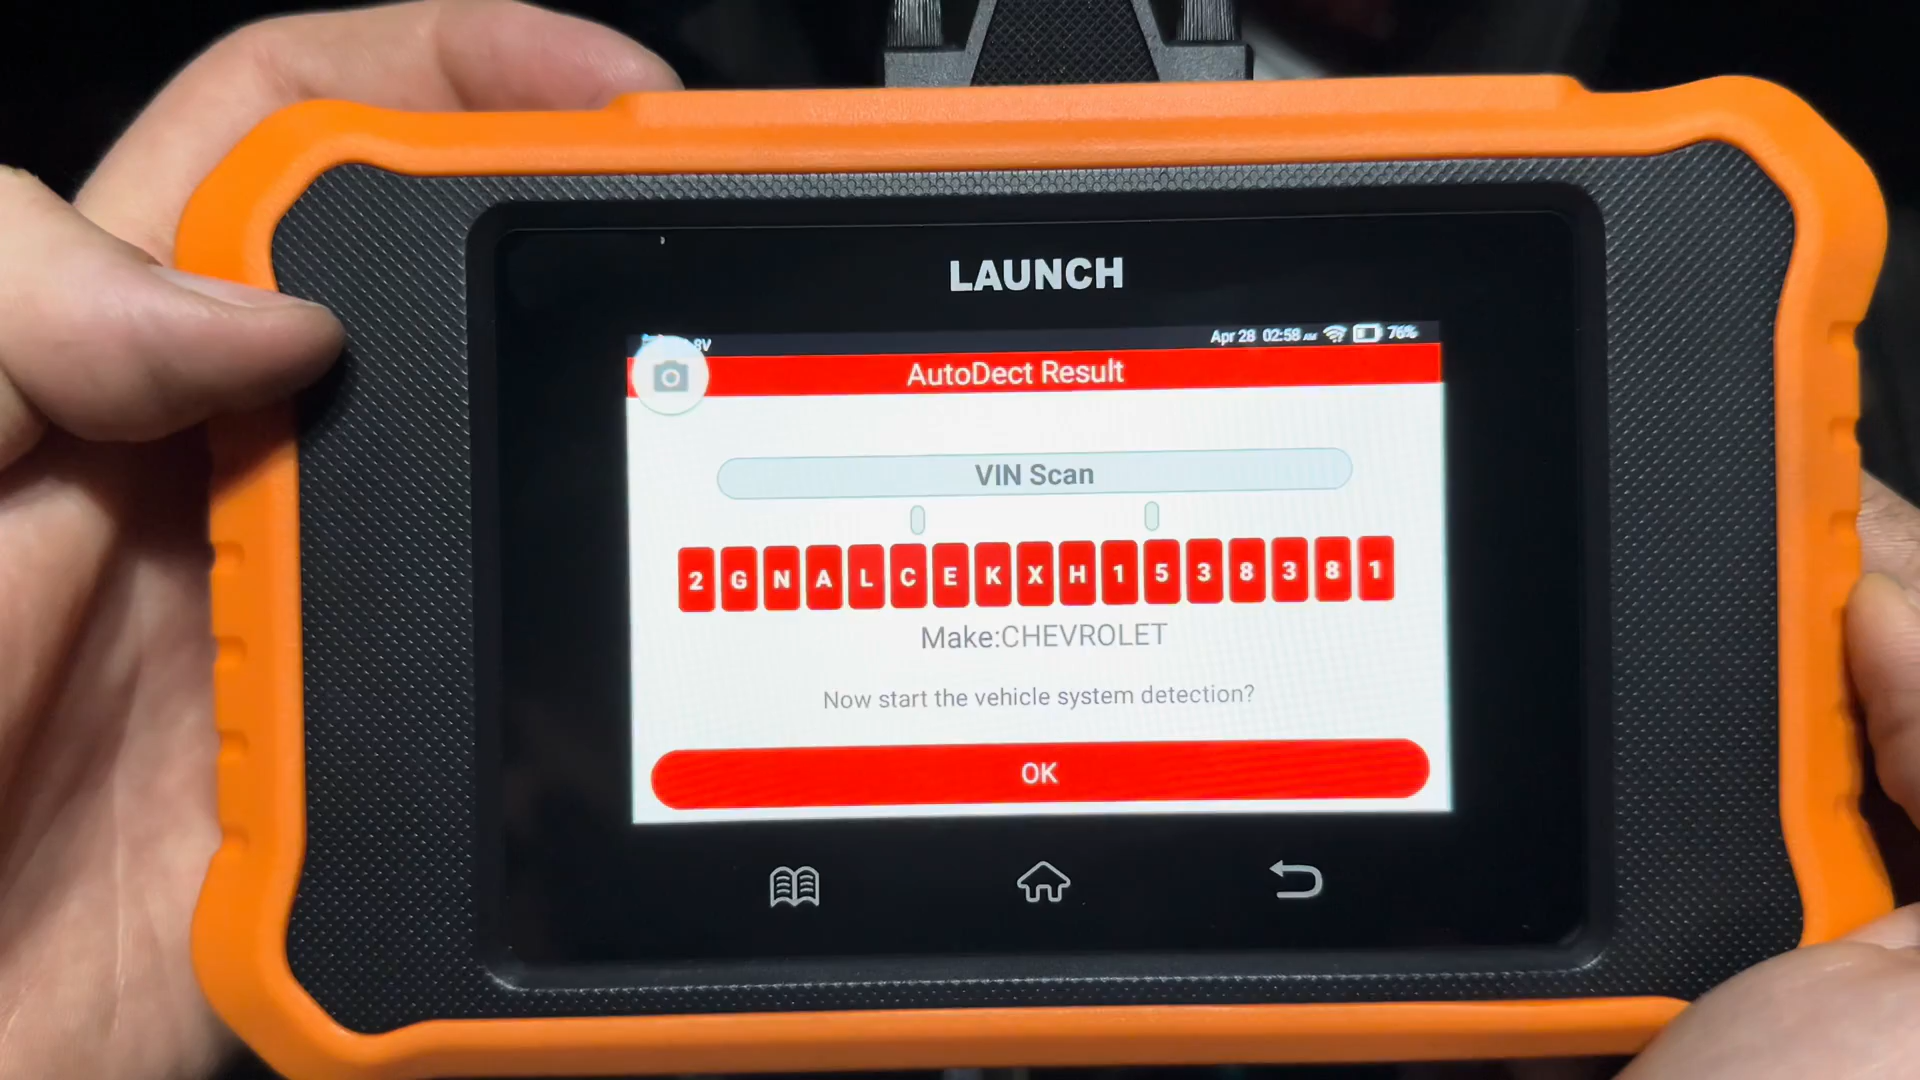 LAUNCH
Apr 28 02:58 AM 76%
AutoDect Result
VIN Scan
2GNALCEKXH1538381
Make:CHEVROLET
Now start the vehicle system detection?
OK